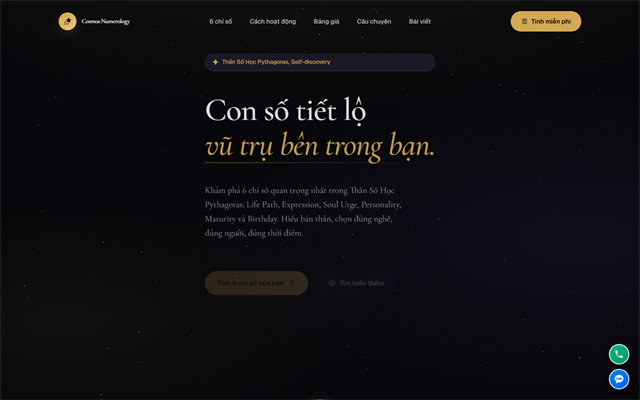 Cosmos Numerology
6 chỉ số
Cách hoạt động
Bảng giá
Câu chuyện
Bài viết
Tính miễn phí
Thần Số Học Pythagoras, Self-discovery
Con số tiết lộ
vũ trụ bên trong bạn.
Khám phá 6 chỉ số quan trọng nhất trong Thần Số Học
Pythagoras: Life Path, Expression, Soul Urge, Personality,
Maturity và Birthday. Hiểu bản thân, chọn đúng nghề,
đúng người, đúng thời điểm.
Tính 6 chỉ số của bạn
Tìm hiểu thêm